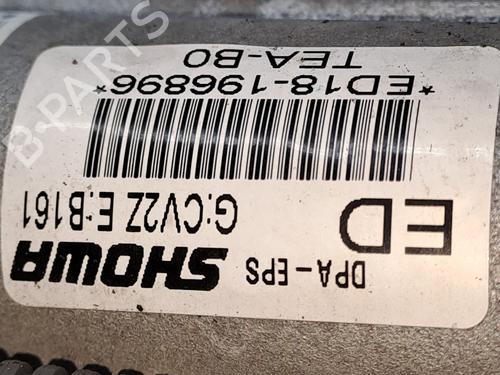 SHOWA DPA-EPS
G:CV2Z E:B161 ED
*ED18-196896*
TEA-B0
B-PARTS